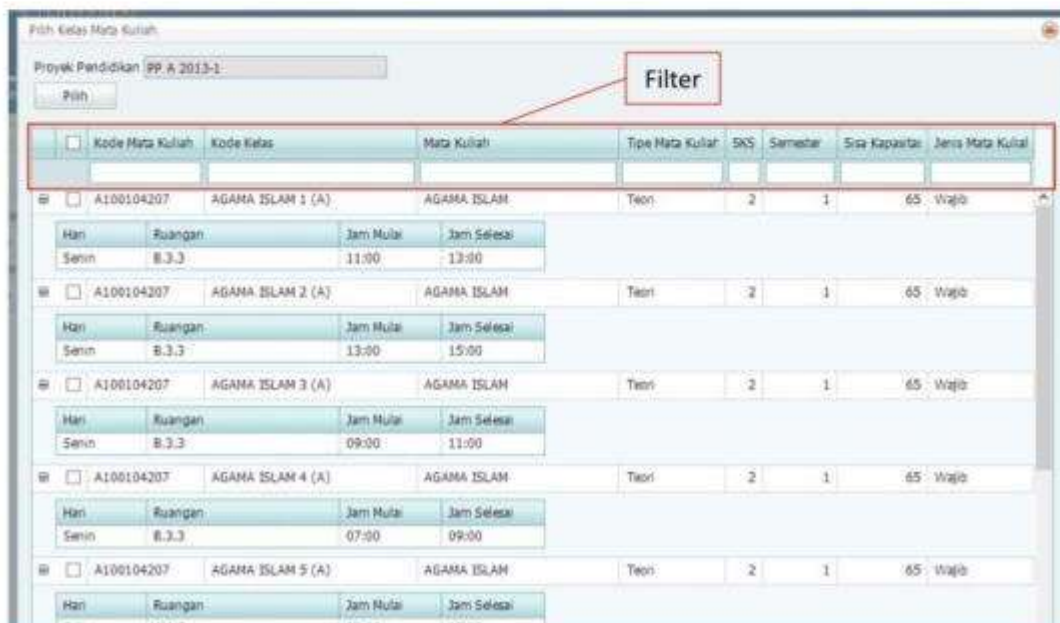 Pilih Kelas Mata Kuliah
Proyek Pendidikan PP A 2013-1
Pilih
Filter
Kode Mata Kuliah Kode Kelas Mata Kuliah Tipe Mata Kuliah SKS Semester Sisa Kapasitas Jenis Mata Kuliah
A100104207 AGAMA ISLAM 1 (A) AGAMA ISLAM Teori 2 1 65 Wajib
Hari Ruangan Jam Mulai Jam Selesai
Senin B.3.3 11:00 13:00
A100104207 AGAMA ISLAM 2 (A) AGAMA ISLAM Teori 2 1 65 Wajib
Hari Ruangan Jam Mulai Jam Selesai
Senin B.3.3 13:00 15:00
A100104207 AGAMA ISLAM 3 (A) AGAMA ISLAM Teori 2 1 65 Wajib
Hari Ruangan Jam Mulai Jam Selesai
Senin B.3.3 09:00 11:00
A100104207 AGAMA ISLAM 4 (A) AGAMA ISLAM Teori 2 1 65 Wajib
Hari Ruangan Jam Mulai Jam Selesai
Senin B.3.3 07:00 09:00
A100104207 AGAMA ISLAM 5 (A) AGAMA ISLAM Teori 2 1 65 Wajib
Hari Ruangan Jam Mulai Jam Selesai